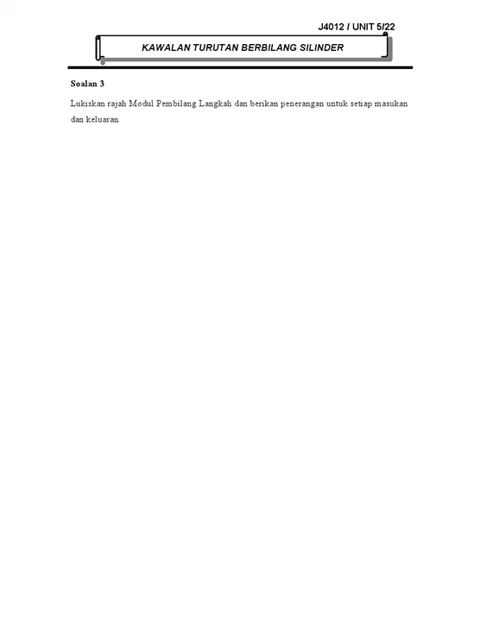 J4012 / UNIT 5/22
KAWALAN TURUTAN BERBILANG SILINDER
Soalan 3
Lukiskan rajah Modul Pembilang Langkah dan berikan penerangan untuk setiap masukan
dan keluaran.